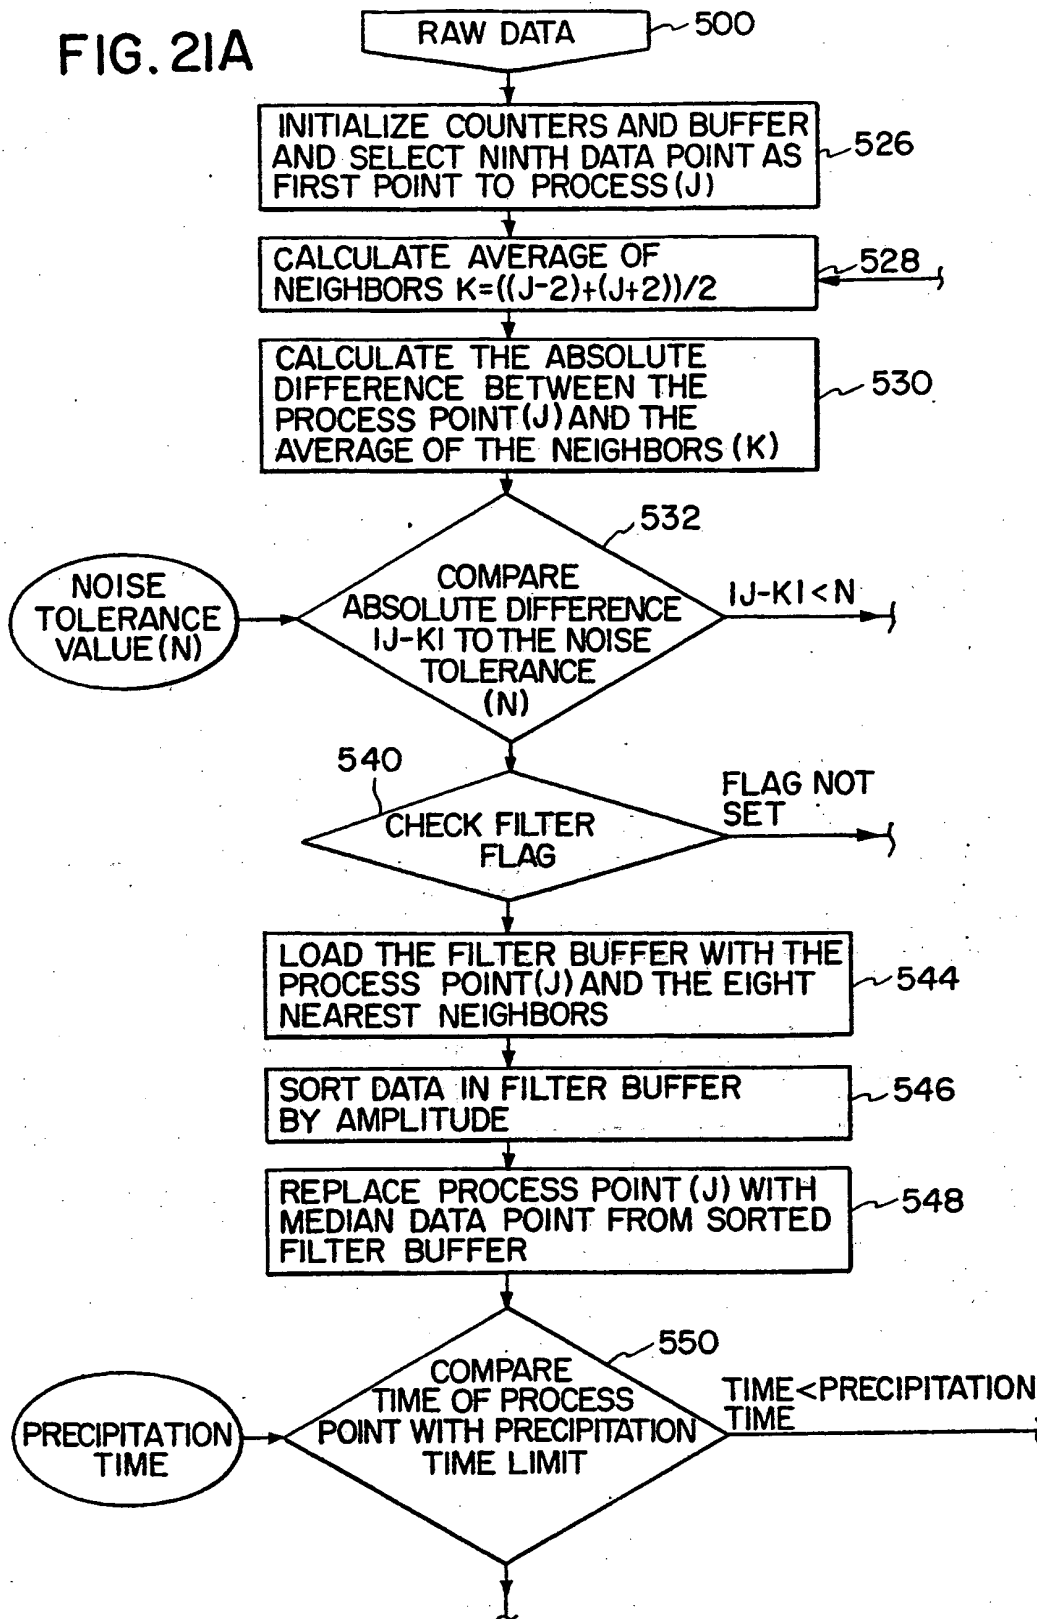 FIG. 21A
RAW DATA
500
INITIALIZE COUNTERS AND BUFFER
AND SELECT NINTH DATA POINT AS
FIRST POINT TO PROCESS (J)
526
CALCULATE AVERAGE OF
NEIGHBORS K=((J-2)+(J+2))/2
528
CALCULATE THE ABSOLUTE
DIFFERENCE BETWEEN THE
PROCESS POINT (J) AND THE
AVERAGE OF THE NEIGHBORS (K)
530
532
NOISE
TOLERANCE
VALUE (N)
COMPARE
ABSOLUTE DIFFERENCE
|J-K| TO THE NOISE
TOLERANCE
(N)
|J-K| < N
540
CHECK FILTER
FLAG
FLAG NOT
SET
LOAD THE FILTER BUFFER WITH THE
PROCESS POINT (J) AND THE EIGHT
NEAREST NEIGHBORS
544
SORT DATA IN FILTER BUFFER
BY AMPLITUDE
546
REPLACE PROCESS POINT (J) WITH
MEDIAN DATA POINT FROM SORTED
FILTER BUFFER
548
550
PRECIPITATION
TIME
COMPARE
TIME OF PROCESS
POINT WITH PRECIPITATION
TIME LIMIT
TIME<PRECIPITATION
TIME